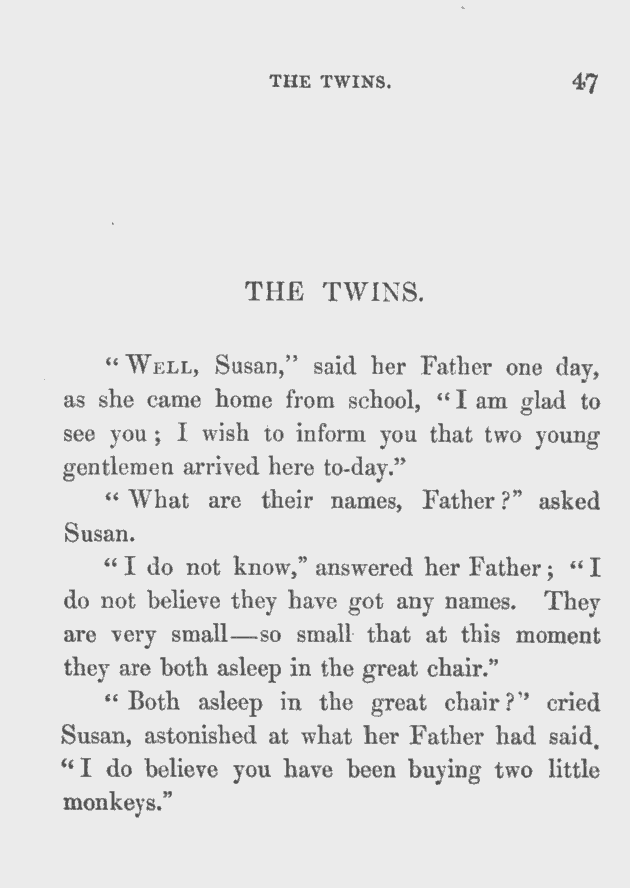 THE TWINS. 47
THE TWINS.
“ WELL, Susan,” said her Father one day,
as she came home from school, “ I am glad to
see you ; I wish to inform you that two young
gentlemen arrived here to-day.”
“ What are their names, Father ?” asked
Susan.
“ I do not know,” answered her Father ; “ I
do not believe they have got any names. They
are very small—so small that at this moment
they are both asleep in the great chair.”
“ Both asleep in the great chair ?” cried
Susan, astonished at what her Father had said.
“ I do believe you have been buying two little
monkeys.”